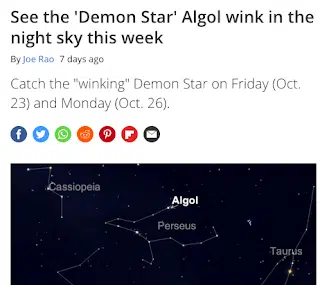 See the 'Demon Star' Algol wink in the
night sky this week
By Joe Rao 7 days ago
Catch the "winking" Demon Star on Friday (Oct.
23) and Monday (Oct. 26).
Cassiopeia
Algol
Perseus
Taurus